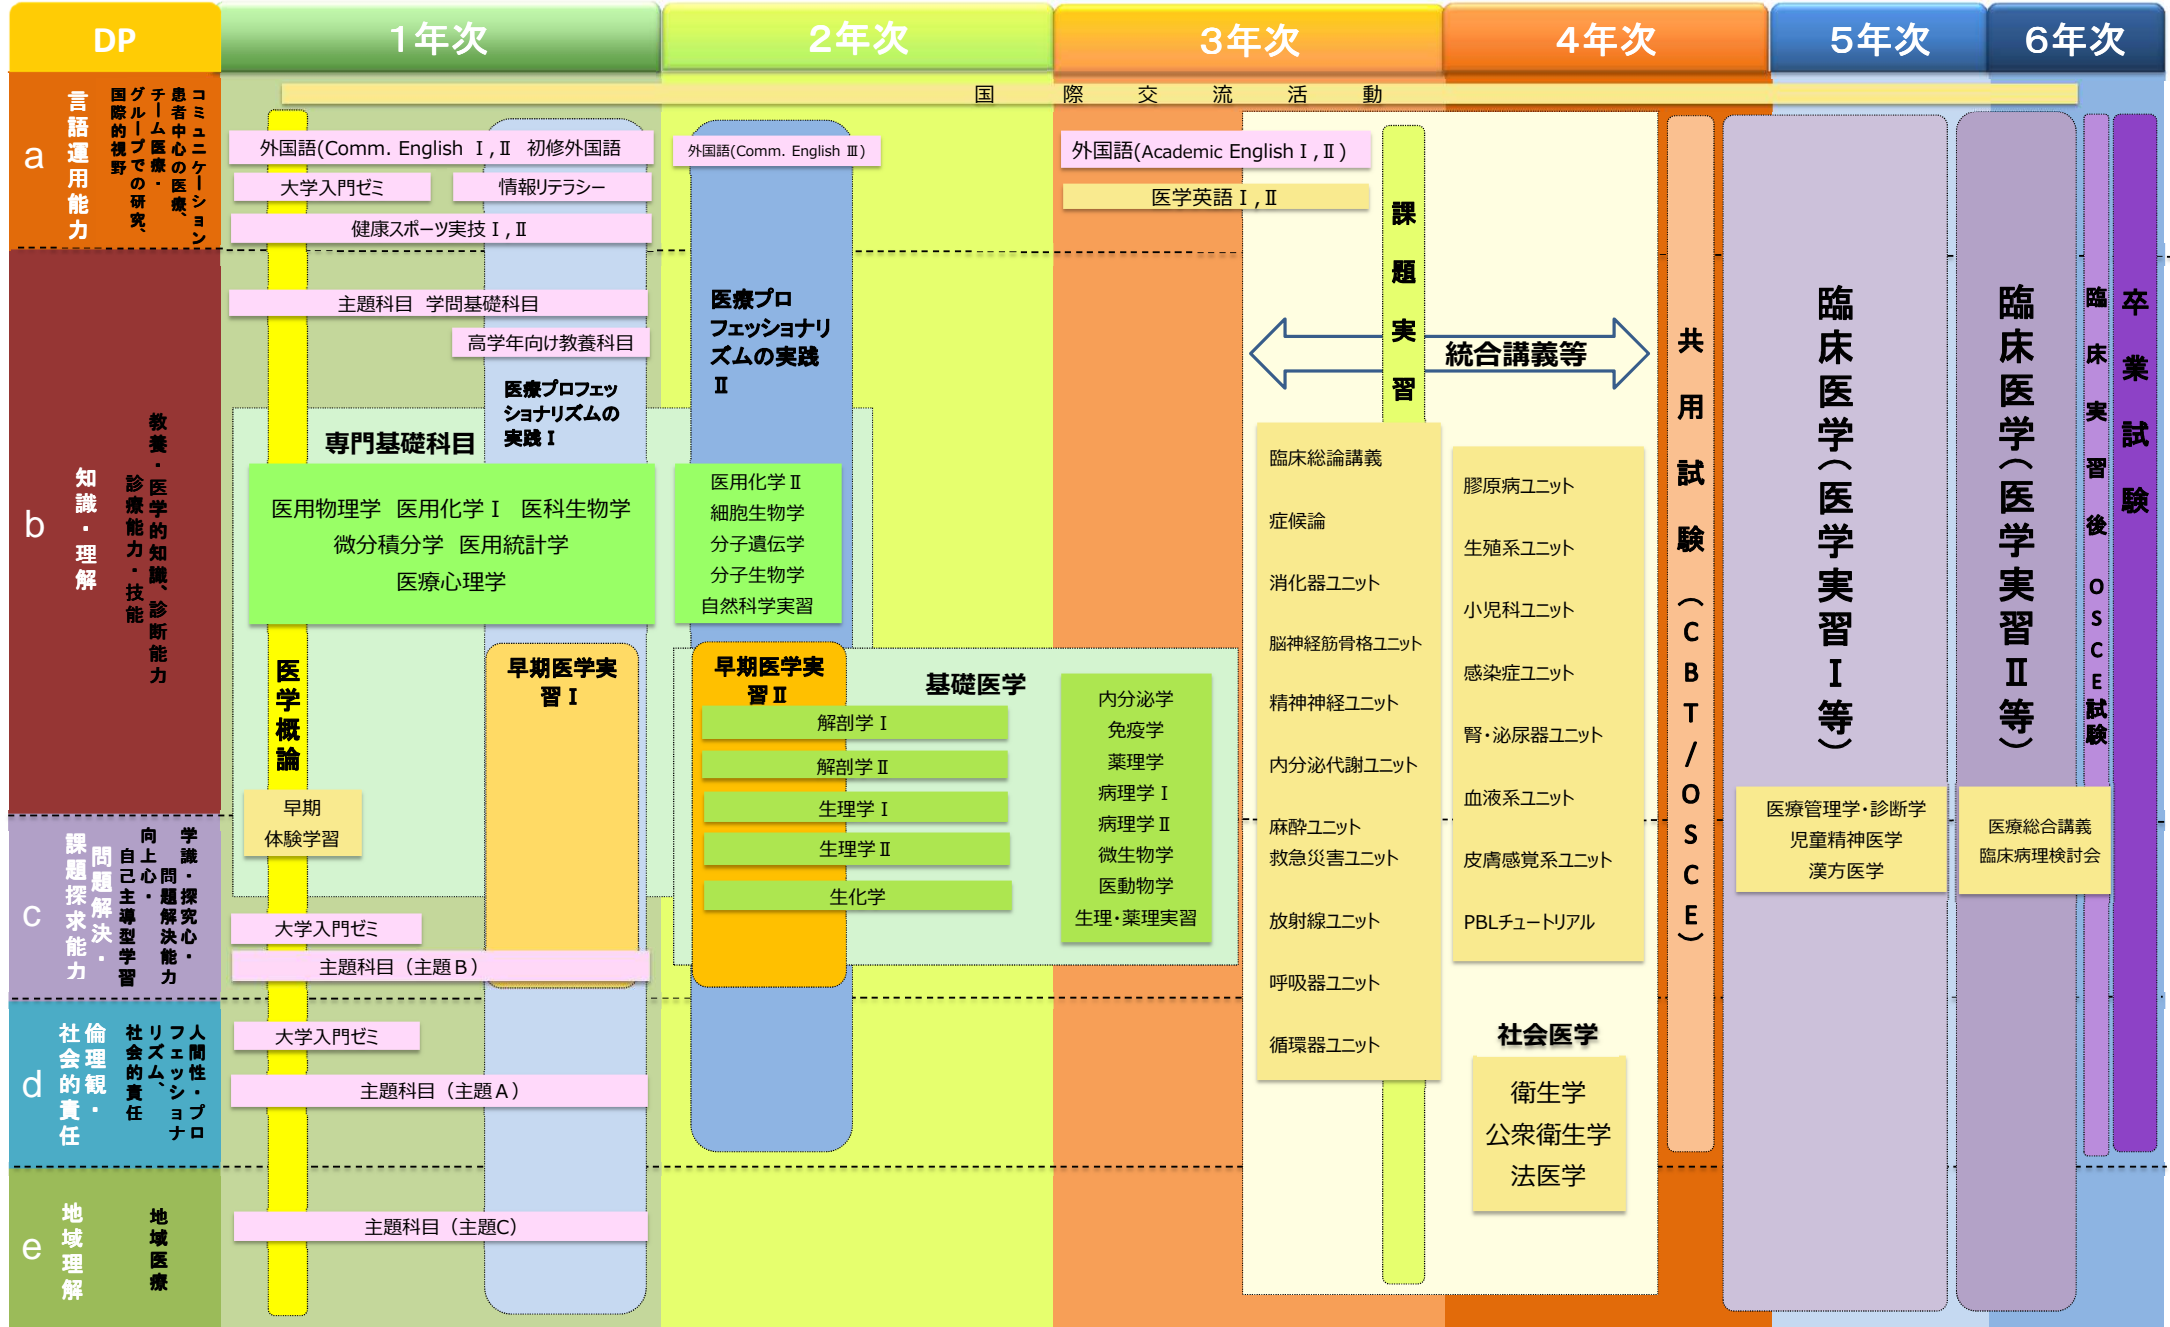 DP
1年次
2年次
3年次
4年次
5年次
6年次
国際交流活動
a
言語運用能力
コミュニケーション
患者中心の医療、
チーム医療・
グループでの研究、
国際的視野
外国語(Comm. English Ⅰ,Ⅱ 初修外国語
大学入門ゼミ
情報リテラシー
健康スポーツ実技Ⅰ,Ⅱ
外国語(Comm. English Ⅲ)
外国語(Academic English Ⅰ,Ⅱ)
医学英語Ⅰ,Ⅱ
b
知識・理解
教養・医学的知識、診断能力
診療能力・技能
主題科目 学問基礎科目
高学年向け教養科目
医療プロフェッ
ショナリズムの
実践Ⅰ
医療プロ
フェッショナリ
ズムの実践
Ⅱ
専門基礎科目
医用物理学 医用化学Ⅰ 医科生物学
微分積分学 医用統計学
医療心理学
医用化学Ⅱ
細胞生物学
分子遺伝学
分子生物学
自然科学実習
医学概論
早期
体験学習
早期医学実
習Ⅰ
早期医学実
習Ⅱ
基礎医学
解剖学Ⅰ
解剖学Ⅱ
生理学Ⅰ
生理学Ⅱ
生化学
内分泌学
免疫学
薬理学
病理学Ⅰ
病理学Ⅱ
微生物学
医動物学
生理・薬理実習
課題実習
統合講義等
臨床総論講義
症候論
消化器ユニット
脳神経筋骨格ユニット
精神神経ユニット
内分泌代謝ユニット
麻酔ユニット
救急災害ユニット
放射線ユニット
呼吸器ユニット
循環器ユニット
膠原病ユニット
生殖系ユニット
小児科ユニット
感染症ユニット
腎・泌尿器ユニット
血液系ユニット
皮膚感覚系ユニット
PBLチュートリアル
社会医学
衛生学
公衆衛生学
法医学
共用試験（CBT/OSCE）
臨床医学（医学実習Ⅰ等）
医療管理学・診断学
児童精神医学
漢方医学
臨床医学（医学実習Ⅱ等）
医療総合講義
臨床病理検討会
臨床実習後OSCE試験
卒業試験
c
問題解決・
課題探求能力
学識・探究心・
問題解決能力
向上心・
自己主導型学習
大学入門ゼミ
主題科目（主題B）
d
倫理観・
社会的責任
人間性・プロ
フェッショナ
リズム、
社会的責任
大学入門ゼミ
主題科目（主題A）
e
地域理解
地域医療
主題科目（主題C）